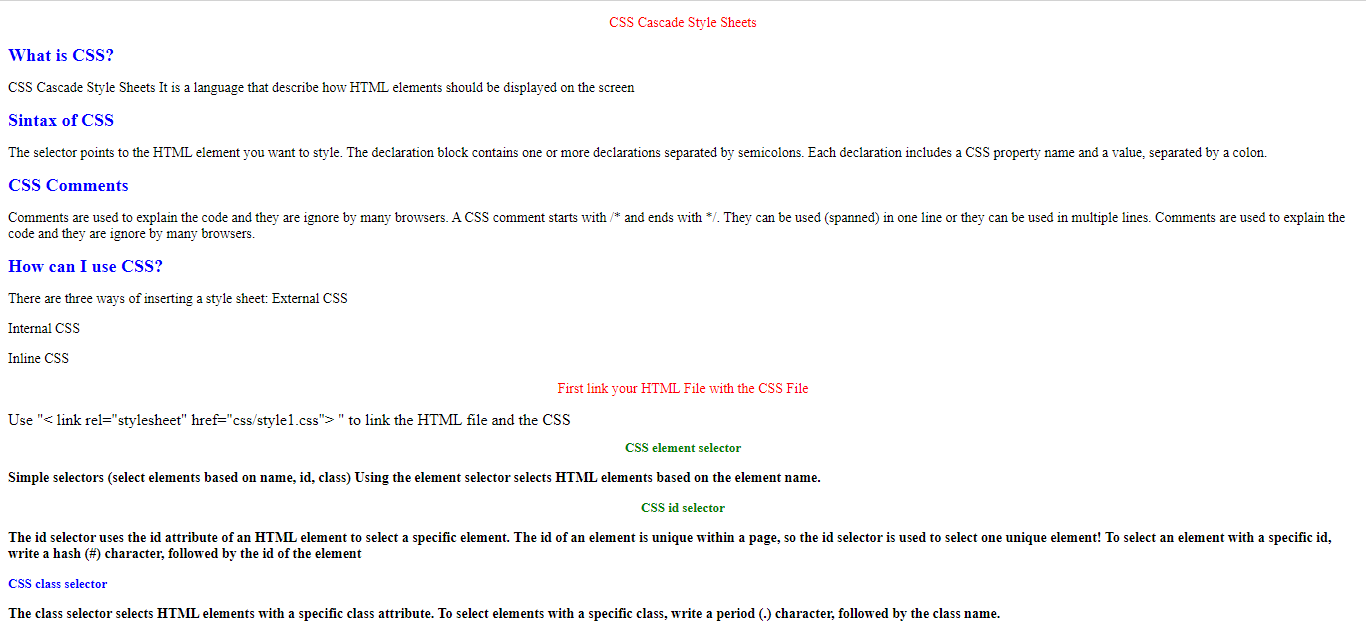 CSS Cascade Style Sheets
What is CSS?
CSS Cascade Style Sheets It is a language that describe how HTML elements should be displayed on the screen
Sintax of CSS
The selector points to the HTML element you want to style. The declaration block contains one or more declarations separated by semicolons. Each declaration includes a CSS property name and a value, separated by a colon.
CSS Comments
Comments are used to explain the code and they are ignore by many browsers. A CSS comment starts with /* and ends with */. They can be used (spanned) in one line or they can be used in multiple lines. Comments are used to explain the
code and they are ignore by many browsers.
How can I use CSS?
There are three ways of inserting a style sheet: External CSS
Internal CSS
Inline CSS
First link your HTML File with the CSS File
Use "< link rel="stylesheet" href="css/style1.css"> " to link the HTML file and the CSS
CSS element selector
Simple selectors (select elements based on name, id, class) Using the element selector selects HTML elements based on the element name.
CSS id selector
The id selector uses the id attribute of an HTML element to select a specific element. The id of an element is unique within a page, so the id selector is used to select one unique element! To select an element with a specific id,
write a hash (#) character, followed by the id of the element
CSS class selector
The class selector selects HTML elements with a specific class attribute. To select elements with a specific class, write a period (.) character, followed by the class name.